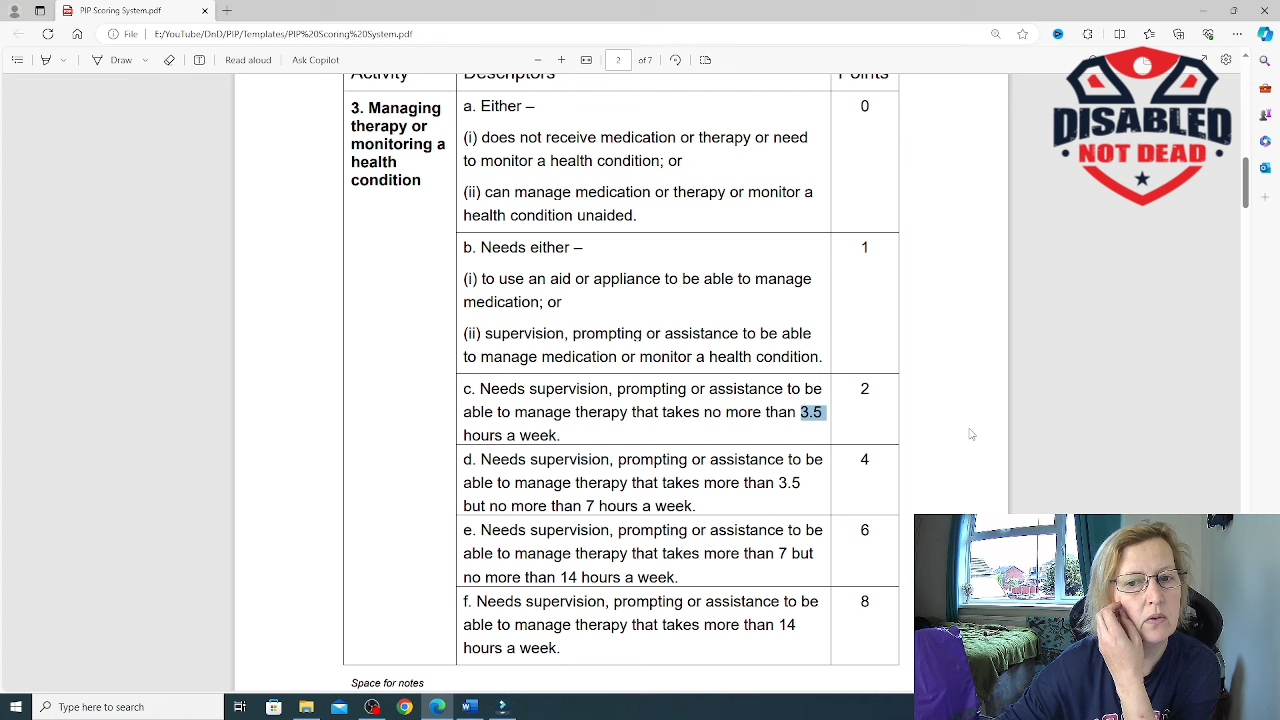 PIP Scoring System.pdf
File
E:/YouTube/DnD/PIP/Templates/PIP%20Scoring%20System.pdf
Draw
Read aloud
Ask Copilot
2
of 7
Activity
Descriptors
Points
3. Managing
therapy or
monitoring a
health
condition
a. Either –
0
(i) does not receive medication or therapy or need
to monitor a health condition; or
(ii) can manage medication or therapy or monitor a
health condition unaided.
b. Needs either –
1
(i) to use an aid or appliance to be able to manage
medication; or
(ii) supervision, prompting or assistance to be able
to manage medication or monitor a health condition.
c. Needs supervision, prompting or assistance to be
2
able to manage therapy that takes no more than 3.5
hours a week.
d. Needs supervision, prompting or assistance to be
4
able to manage therapy that takes more than 3.5
but no more than 7 hours a week.
e. Needs supervision, prompting or assistance to be
6
able to manage therapy that takes more than 7 but
no more than 14 hours a week.
f. Needs supervision, prompting or assistance to be
8
able to manage therapy that takes more than 14
hours a week.
Space for notes
DISABLED
NOT DEAD
Type here to search